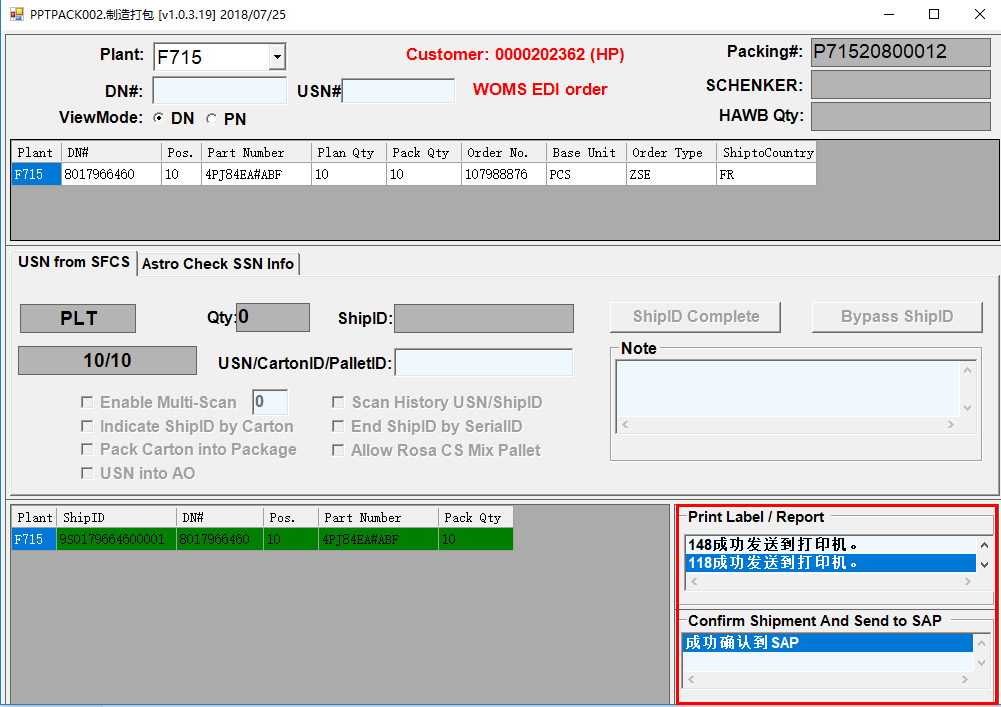 PPTPACK002.制造打包 [v1.0.3.19] 2018/07/25
Plant: F715 Customer: 0000202362 (HP) Packing#: P71520800012
DN#: USN# WOMS EDI order SCHENKER:
ViewMode: DN PN HAWB Qty:
Plant DN# Pos. Part Number Plan Qty Pack Qty Order No. Base Unit Order Type ShiptoCountry
F715 8017966460 10 4PJ84EA#ABF 10 10 107988876 PCS ZSE FR
USN from SFCS Astro Check SSN Info
PLT Qty: 0 ShipID: ShipID Complete Bypass ShipID
10/10 USN/CartonID/PalletID: Note
Enable Multi-Scan 0 Scan History USN/ShipID
Indicate ShipID by Carton End ShipID by SerialID
Pack Carton into Package Allow Rosa CS Mix Pallet
USN into AO
Plant ShipID DN# Pos. Part Number Pack Qty
F715 9S0179664600001 8017966460 10 4PJ84EA#ABF 10
Print Label / Report
148成功发送到打印机。
118成功发送到打印机。
Confirm Shipment And Send to SAP
成功确认到SAP